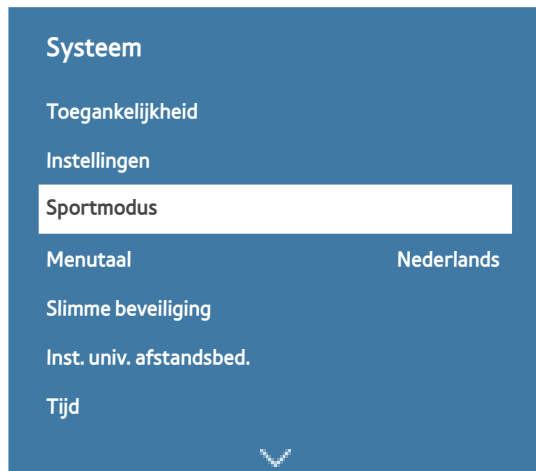 Systeem
Toegankelijkheid
Instellingen
Sportmodus
Menutaal Nederlands
Slimme beveiliging
Inst. univ. afstandsbed.
Tijd